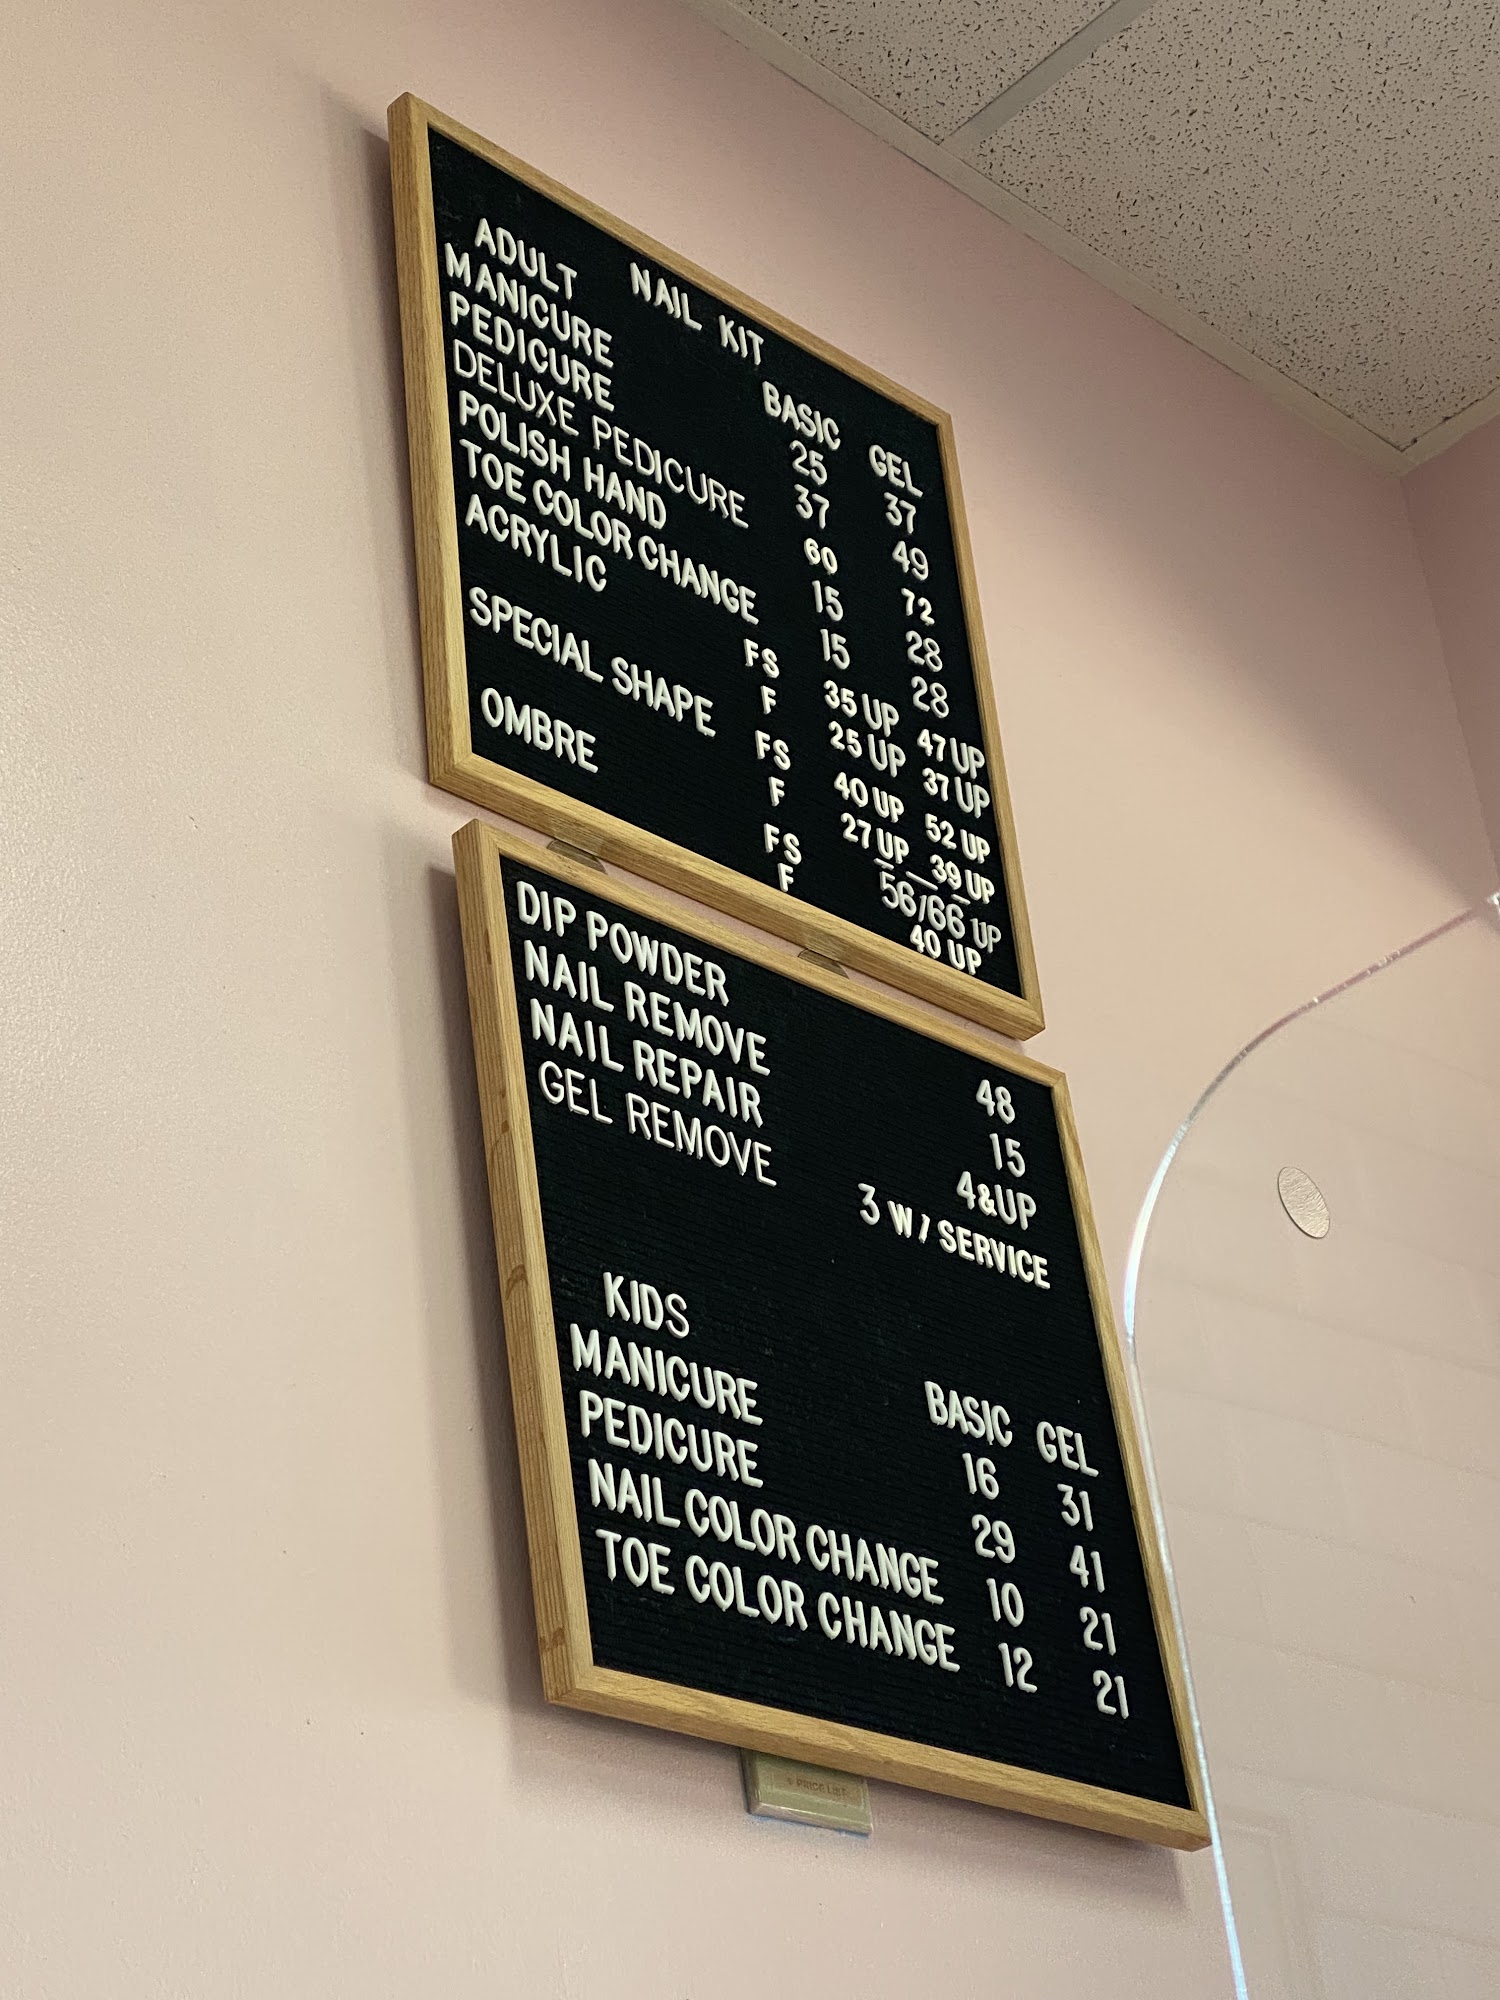 NAIL KIT
ADULT BASIC GEL
MANICURE 25 37
PEDICURE 37 49
DELUXE PEDICURE 60 72
POLISH HAND 15 28
TOE COLOR CHANGE 15 28
ACRYLIC FS 35 UP 47 UP
F 25 UP 37 UP
SPECIAL SHAPE FS 40 UP 52 UP
F 27 UP 39 UP
OMBRE FS 56/66 UP
F 40 UP
DIP POWDER 48
NAIL REMOVE 15
NAIL REPAIR 4&UP
GEL REMOVE 3 W/SERVICE
KIDS BASIC GEL
MANICURE 16 31
PEDICURE 29 41
NAIL COLOR CHANGE 10 21
TOE COLOR CHANGE 12 21
PRICE LIST